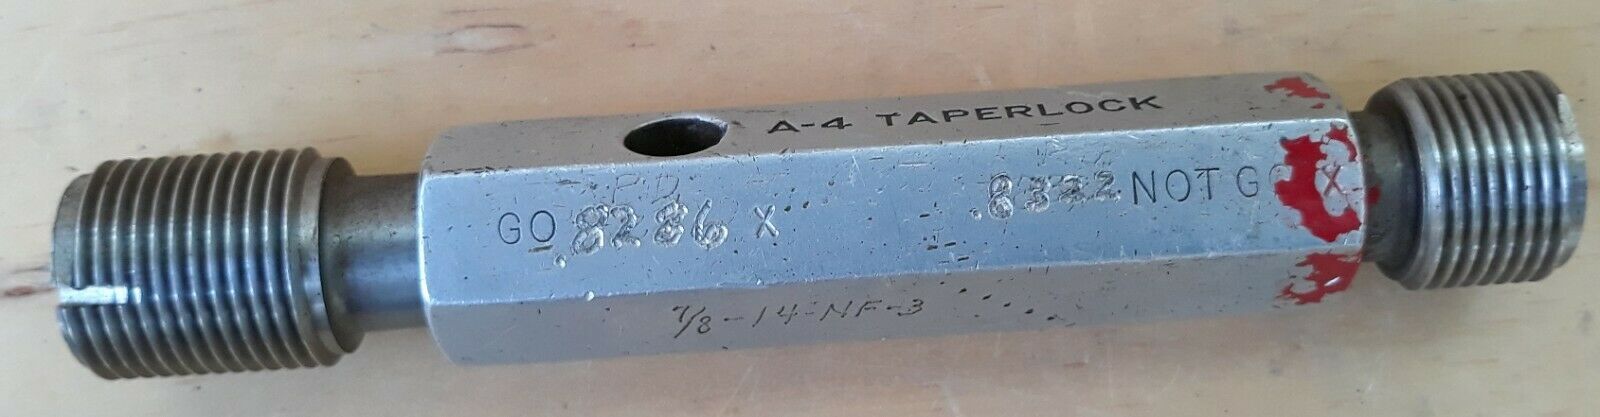 A-4 TAPERLOCK
P.D.
GO .8286 X .8322 NOT GO X
7/8-14-NF-3